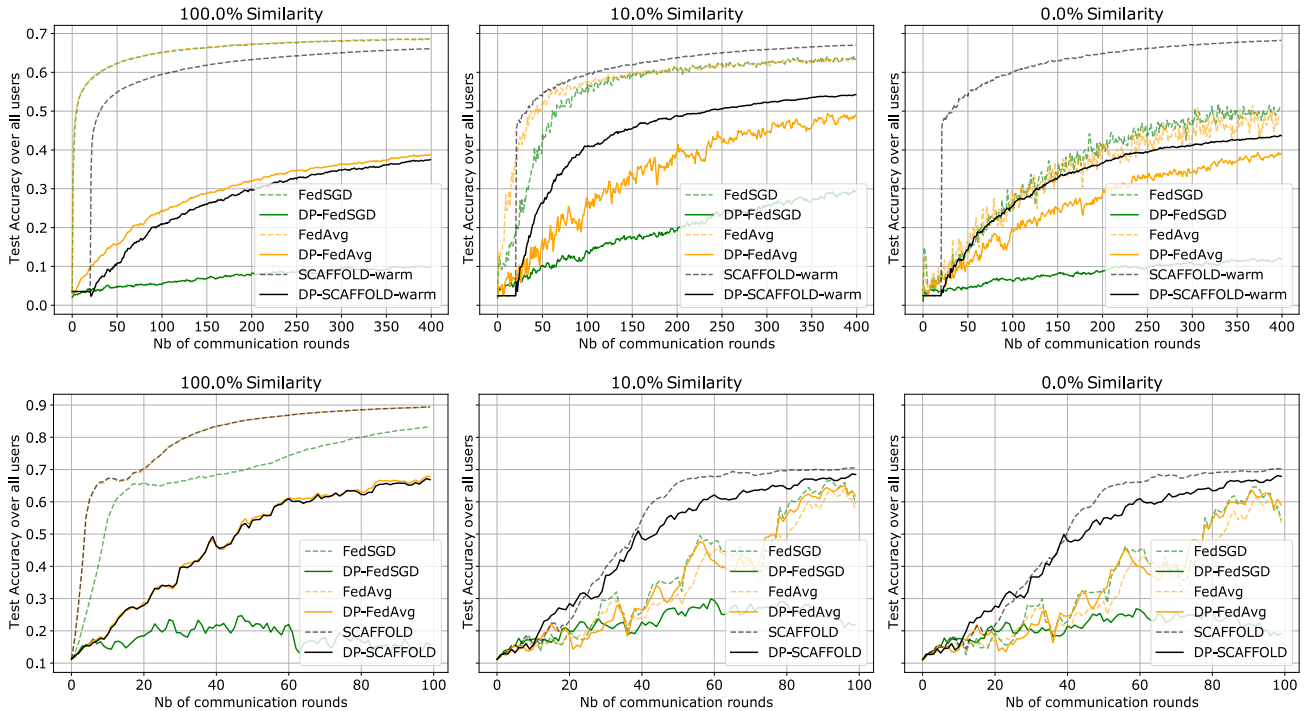 100.0% Similarity
Test Accuracy over all users
0.7
0.6
0.5
0.4
0.3
0.2
0.1
0.0
FedSGD
DP-FedSGD
FedAvg
DP-FedAvg
SCAFFOLD-warm
DP-SCAFFOLD-warm
0 50 100 150 200 250 300 350 400
Nb of communication rounds
10.0% Similarity
FedSGD
DP-FedSGD
FedAvg
DP-FedAvg
SCAFFOLD-warm
DP-SCAFFOLD-warm
0 50 100 150 200 250 300 350 400
Nb of communication rounds
0.0% Similarity
FedSGD
DP-FedSGD
FedAvg
DP-FedAvg
SCAFFOLD-warm
DP-SCAFFOLD-warm
0 50 100 150 200 250 300 350 400
Nb of communication rounds
100.0% Similarity
Test Accuracy over all users
0.9
0.8
0.7
0.6
0.5
0.4
0.3
0.2
0.1
FedSGD
DP-FedSGD
FedAvg
DP-FedAvg
SCAFFOLD
DP-SCAFFOLD
0 20 40 60 80 100
Nb of communication rounds
10.0% Similarity
FedSGD
DP-FedSGD
FedAvg
DP-FedAvg
SCAFFOLD
DP-SCAFFOLD
0 20 40 60 80 100
Nb of communication rounds
0.0% Similarity
FedSGD
DP-FedSGD
FedAvg
DP-FedAvg
SCAFFOLD
DP-SCAFFOLD
0 20 40 60 80 100
Nb of communication rounds